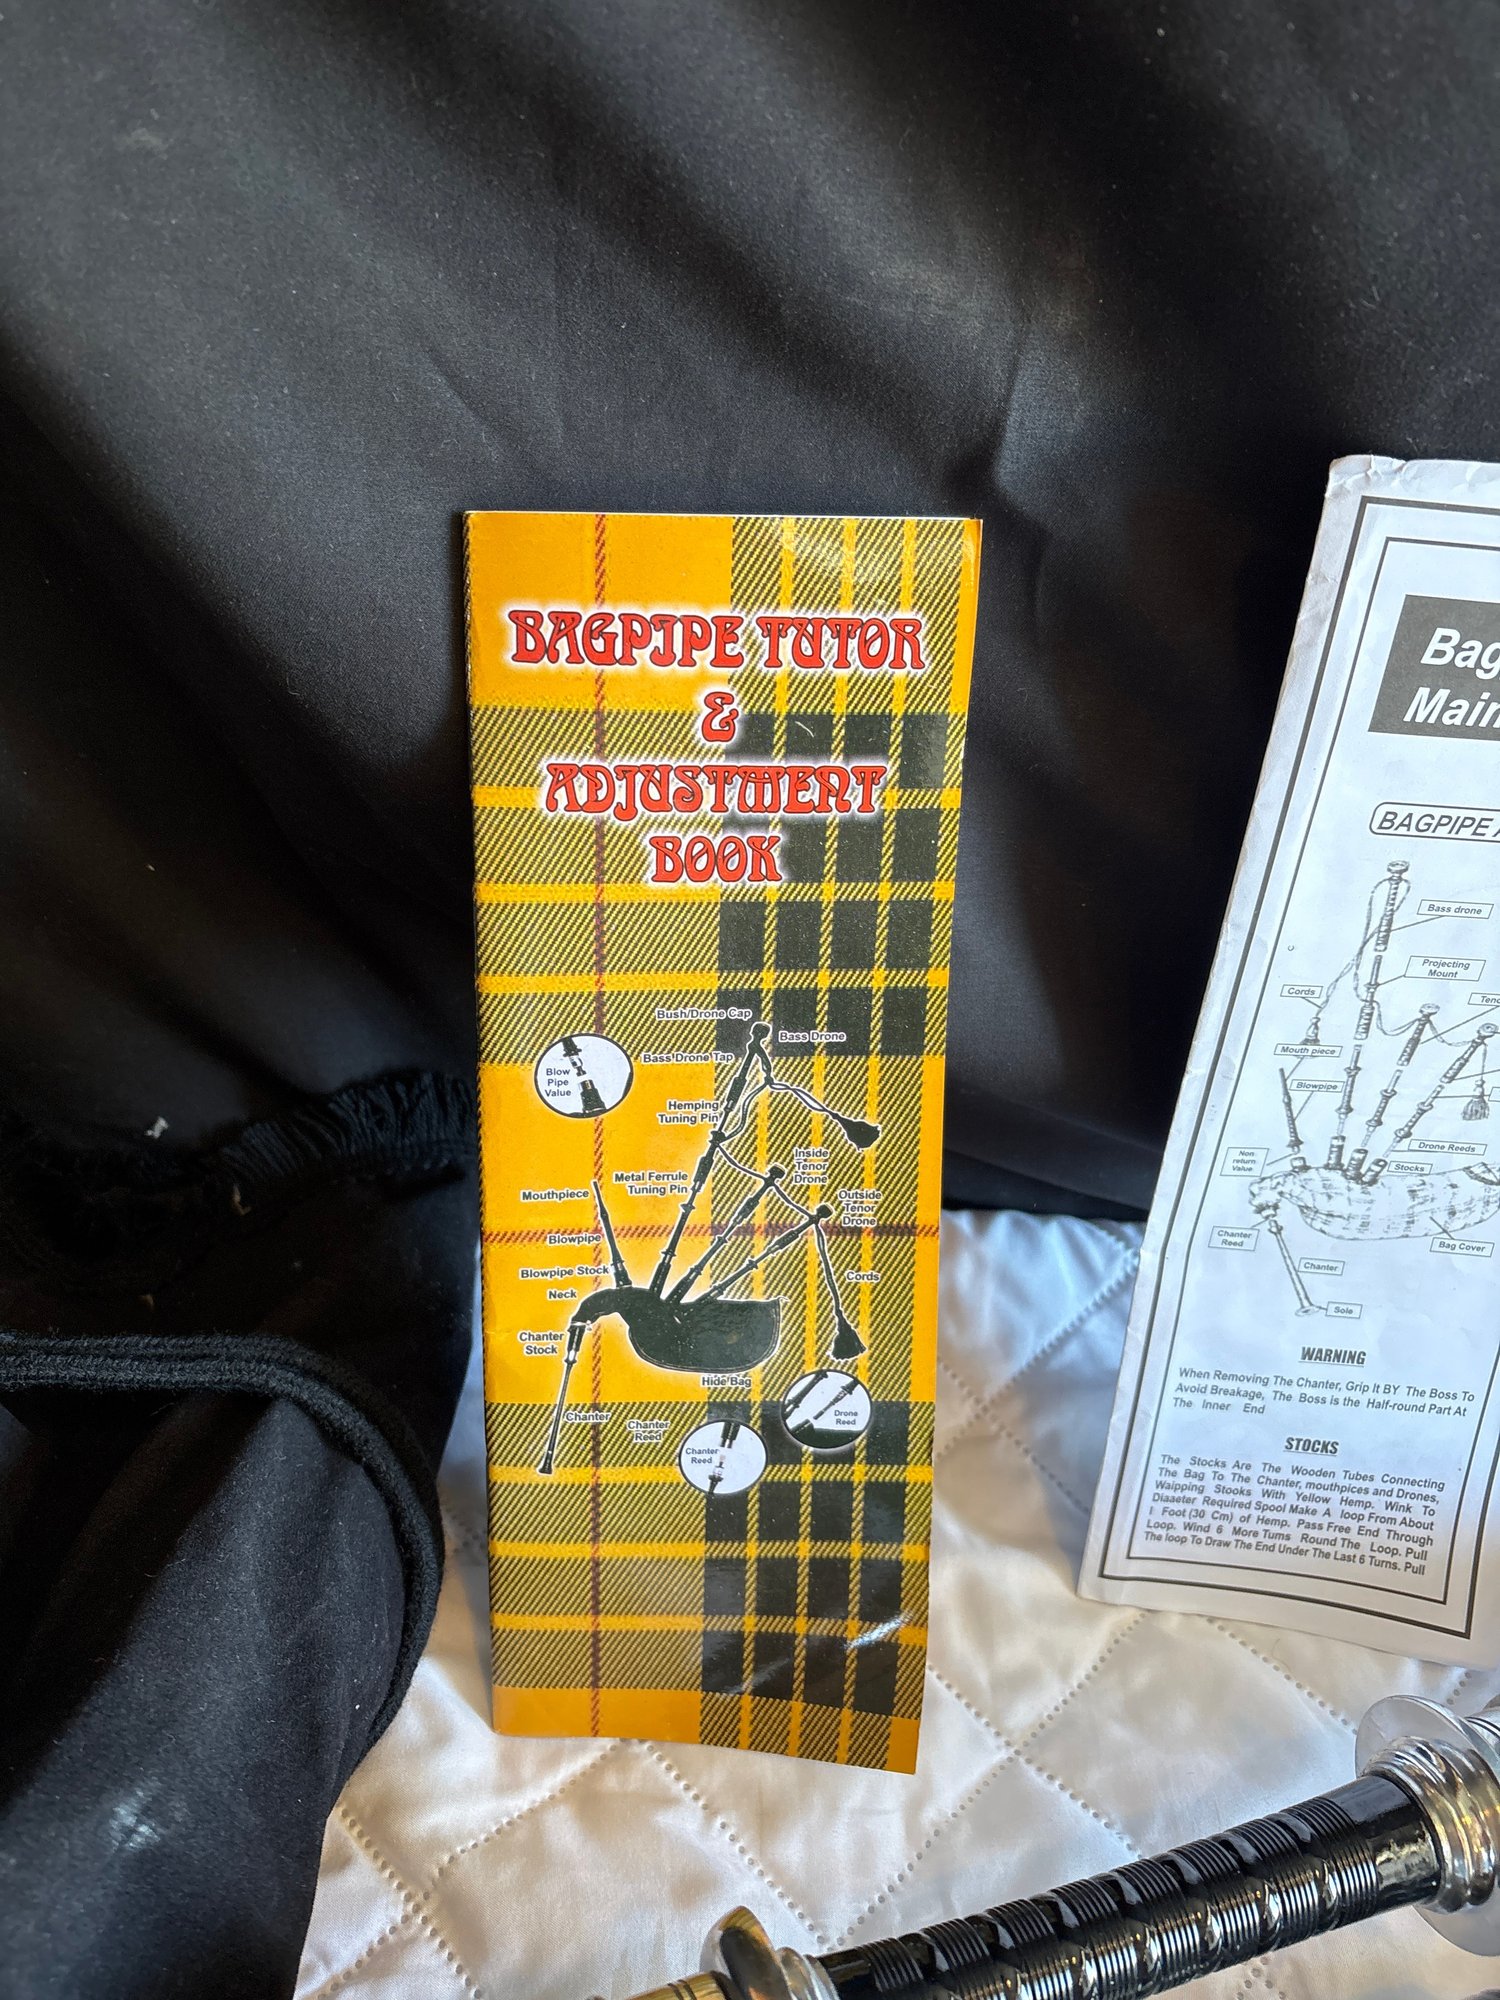 BAGPIPE TUTOR
&
ADJUSTMENT
BOOK
Bush/Drone Cap
Bass Drone
Bass Drone Tap
Blow
Pipe
Value
Hemping
Tuning Pin
Inside
Tenor
Drone
Metal Ferrule
Tuning Pin
Mouthpiece
Outside
Tenor
Drone
Blowpipe
Blowpipe Stock
Cords
Neck
Chanter
Stock
Hide Bag
Chanter
Chanter
Reed
Drone
Reed
Chanter
Reed
Bag
Main
BAGPIPE
Bass drone
Projecting
Mount
Cords
Mouth piece
Blowpipe
Drone Reeds
Non
return
Value
Stocks
Chanter
Reed
Bag Cover
Chanter
Sole
WARNING
When Removing The Chanter, Grip It BY The Boss To
Avoid Breakage, The Boss is the Half-round Part At
The Inner End
STOCKS
The Stocks Are The Wooden Tubes Connecting
The Bag To The Chanter, mouthpices and Drones,
Waipping Stooks With Yellow Hemp. Wink To
Diaaeter Required Spool Make A loop From About
I Foot (30 Cm) of Hemp. Pass Free End Through
Loop. Wind 6 More Tums Round The Loop. Pull
The loop To Draw The End Under The Last 6 Turns. Pull